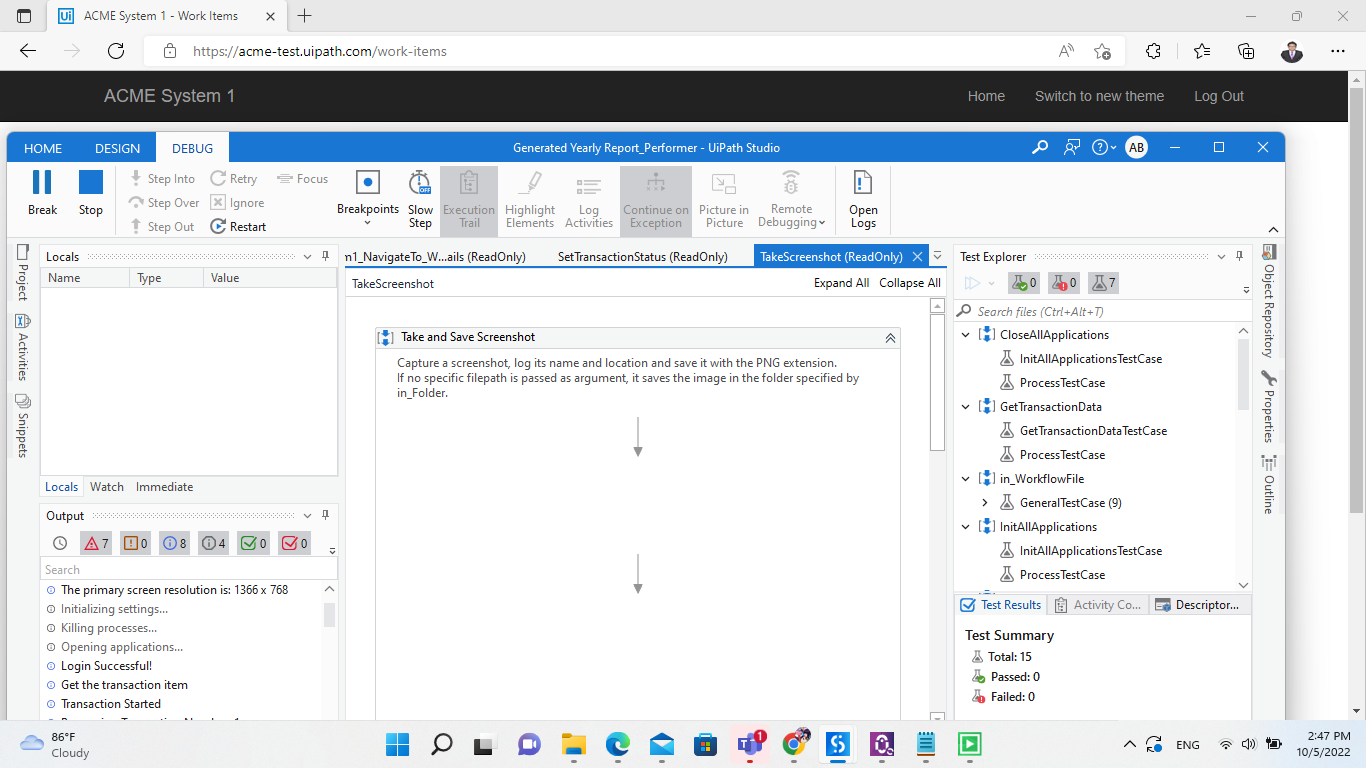 ACME System 1 - Work Items
https://acme-test.uipath.com/work-items
ACME System 1
Home
Switch to new theme
Log Out
HOME
DESIGN
DEBUG
Generated Yearly Report_Performer - UiPath Studio
AB
Break
Stop
Step Into
Step Over
Step Out
Retry
Ignore
Restart
Focus
Breakpoints
Slow
Step
OFF
Execution
Trail
Highlight
Elements
Log
Activities
Continue on
Exception
Picture in
Picture
Remote
Debugging
Open
Logs
Project
Activities
Snippets
Locals
Name
Type
Value
Locals
Watch
Immediate
Output
7
0
8
4
0
0
Search
The primary screen resolution is: 1366 x 768
Initializing settings...
Killing processes...
Opening applications...
Login Successful!
Get the transaction item
Transaction Started
m1_NavigateTo_W...ails (ReadOnly)
SetTransactionStatus (ReadOnly)
TakeScreenshot (ReadOnly)
TakeScreenshot
Expand All
Collapse All
Take and Save Screenshot
Capture a screenshot, log its name and location and save it with the PNG extension.
If no specific filepath is passed as argument, it saves the image in the folder specified by
in_Folder.
Test Explorer
0
0
7
Search files (Ctrl+Alt+T)
CloseAllApplications
InitAllApplicationsTestCase
ProcessTestCase
GetTransactionData
GetTransactionDataTestCase
ProcessTestCase
in_WorkflowFile
GeneralTestCase (9)
InitAllApplications
InitAllApplicationsTestCase
ProcessTestCase
Test Results
Activity Co...
Descriptor...
Test Summary
Total: 15
Passed: 0
Failed: 0
Object Repository
Properties
Outline
86°F
Cloudy
1
ENG
2:47 PM
10/5/2022